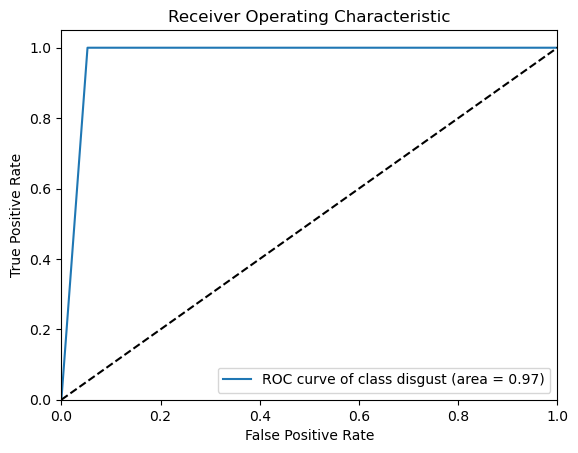 Receiver Operating Characteristic
True Positive Rate
1.0
0.8
0.6
0.4
0.2
0.0
ROC curve of class disgust (area = 0.97)
0.0 0.2 0.4 0.6 0.8 1.0
False Positive Rate